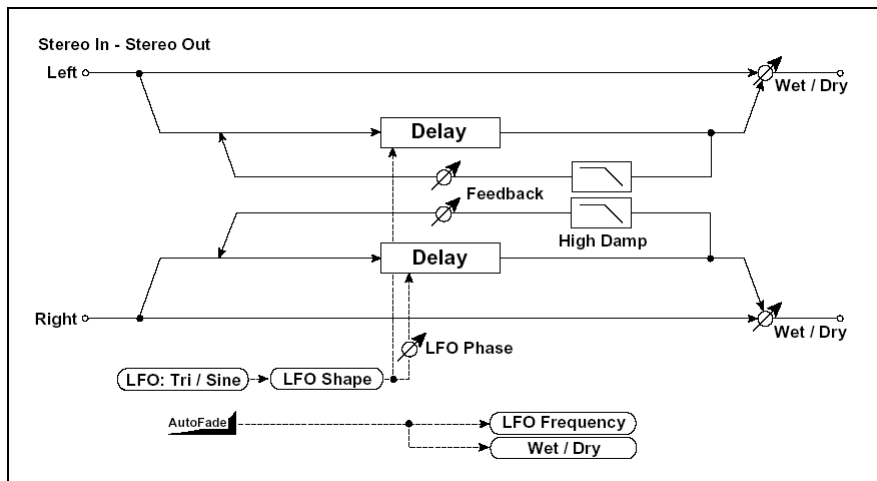 Stereo In - Stereo Out
Left
Wet / Dry
Delay
Feedback
High Damp
Delay
Right
Wet / Dry
LFO Phase
LFO: Tri / Sine
LFO Shape
AutoFade
LFO Frequency
Wet / Dry